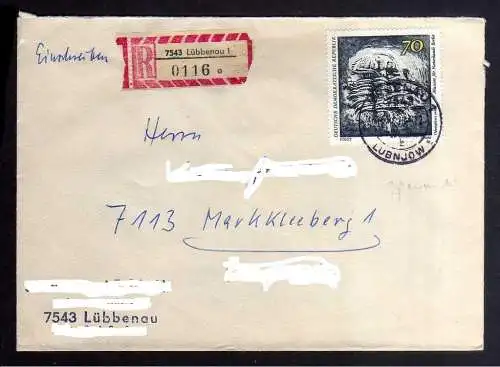 Einschreiben
R
7543 Lübbenau 1
0116 a
70
DEUTSCHE DEMOKRATISCHE REPUBLIK
LUBNJOW
Herrn
7113 Markkleeberg 1
7543 Lübbenau